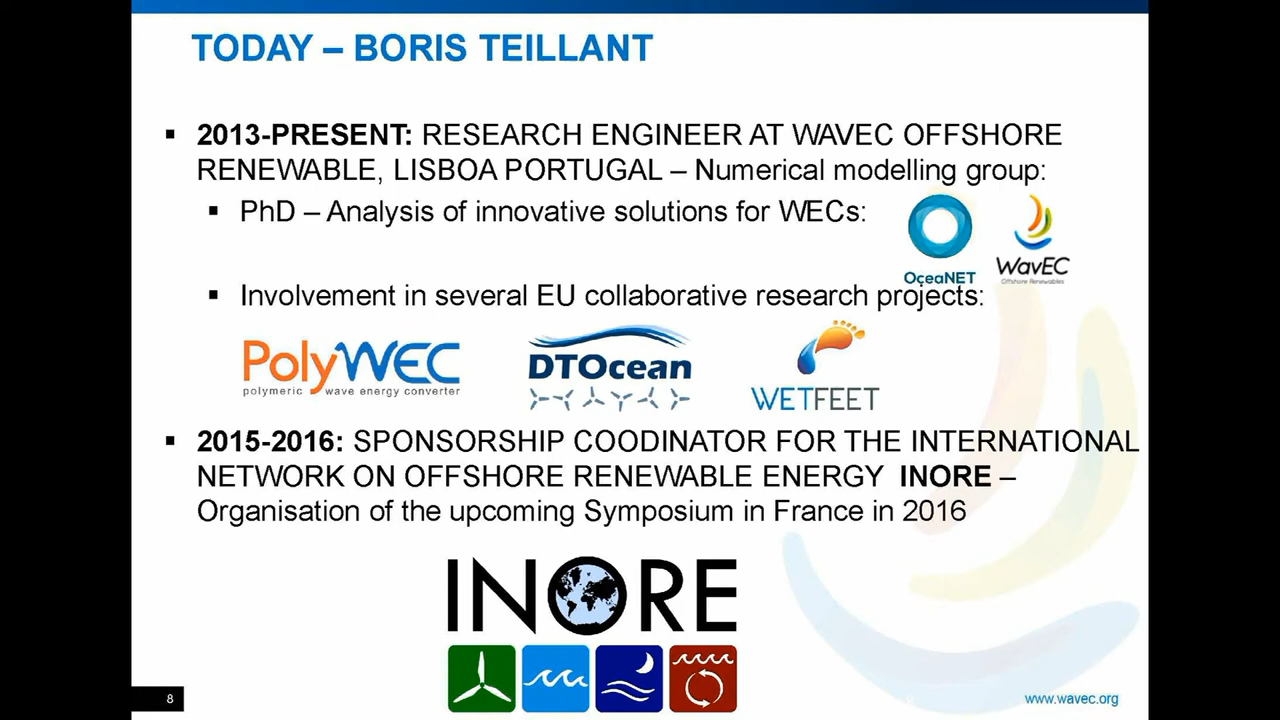 TODAY – BORIS TEILLANT
▪ 2013-PRESENT: RESEARCH ENGINEER AT WAVEC OFFSHORE
RENEWABLE, LISBOA PORTUGAL – Numerical modelling group:
▪ PhD – Analysis of innovative solutions for WECs:
OceaNET
WavEC
Offshore Renewables
▪ Involvement in several EU collaborative research projects:
PolyWEC
polymeric wave energy converter
DTOcean
WETFEET
▪ 2015-2016: SPONSORSHIP COODINATOR FOR THE INTERNATIONAL
NETWORK ON OFFSHORE RENEWABLE ENERGY INORE –
Organisation of the upcoming Symposium in France in 2016
INORE
8
www.wavec.org